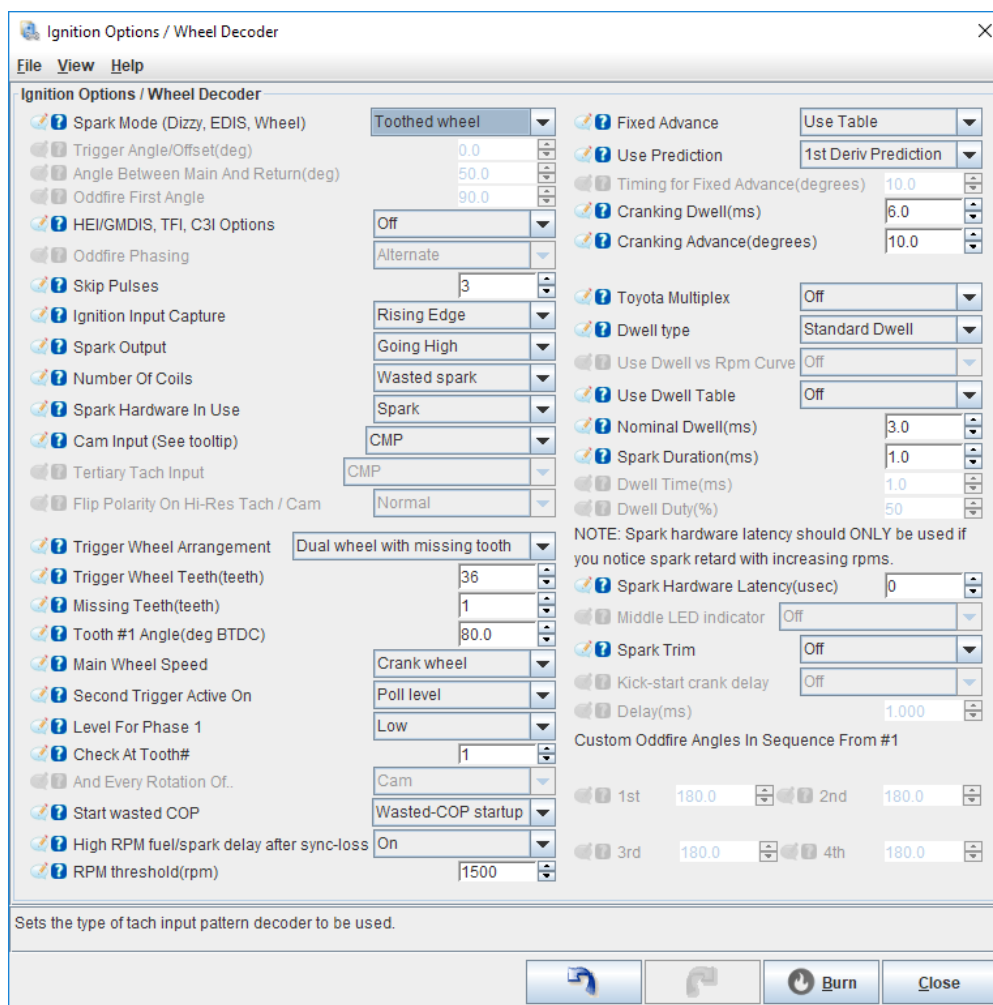 Ignition Options / Wheel Decoder
File View Help
Ignition Options / Wheel Decoder
Spark Mode (Dizzy, EDIS, Wheel) Toothed wheel
Trigger Angle/Offset(deg) 0.0
Angle Between Main And Return(deg) 50.0
Oddfire First Angle 90.0
HEI/GMDIS, TFI, C3I Options Off
Oddfire Phasing Alternate
Skip Pulses 3
Ignition Input Capture Rising Edge
Spark Output Going High
Number Of Coils Wasted spark
Spark Hardware In Use Spark
Cam Input (See tooltip) CMP
Tertiary Tach Input CMP
Flip Polarity On Hi-Res Tach / Cam Normal
Trigger Wheel Arrangement Dual wheel with missing tooth
Trigger Wheel Teeth(teeth) 36
Missing Teeth(teeth) 1
Tooth #1 Angle(deg BTDC) 80.0
Main Wheel Speed Crank wheel
Second Trigger Active On Poll level
Level For Phase 1 Low
Check At Tooth# 1
And Every Rotation Of.. Cam
Start wasted COP Wasted-COP startup
High RPM fuel/spark delay after sync-loss On
RPM threshold(rpm) 1500
Fixed Advance Use Table
Use Prediction 1st Deriv Prediction
Timing for Fixed Advance(degrees) 10.0
Cranking Dwell(ms) 6.0
Cranking Advance(degrees) 10.0
Toyota Multiplex Off
Dwell type Standard Dwell
Use Dwell vs Rpm Curve Off
Use Dwell Table Off
Nominal Dwell(ms) 3.0
Spark Duration(ms) 1.0
Dwell Time(ms) 1.0
Dwell Duty(%) 50
NOTE: Spark hardware latency should ONLY be used if
you notice spark retard with increasing rpms.
Spark Hardware Latency(usec) 0
Middle LED indicator Off
Spark Trim Off
Kick-start crank delay Off
Delay(ms) 1.000
Custom Oddfire Angles In Sequence From #1
1st 180.0 2nd 180.0
3rd 180.0 4th 180.0
Sets the type of tach input pattern decoder to be used.
Burn Close